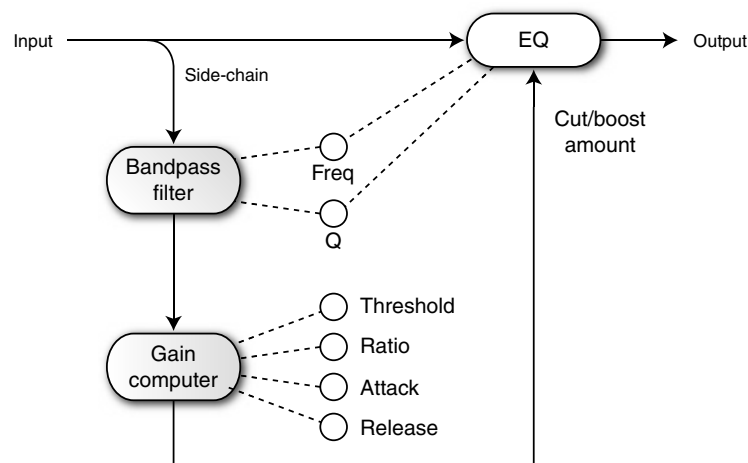 Input
EQ
Output
Side-chain
Cut/boost
amount
Bandpass
filter
Freq
Q
Threshold
Gain
computer
Ratio
Attack
Release